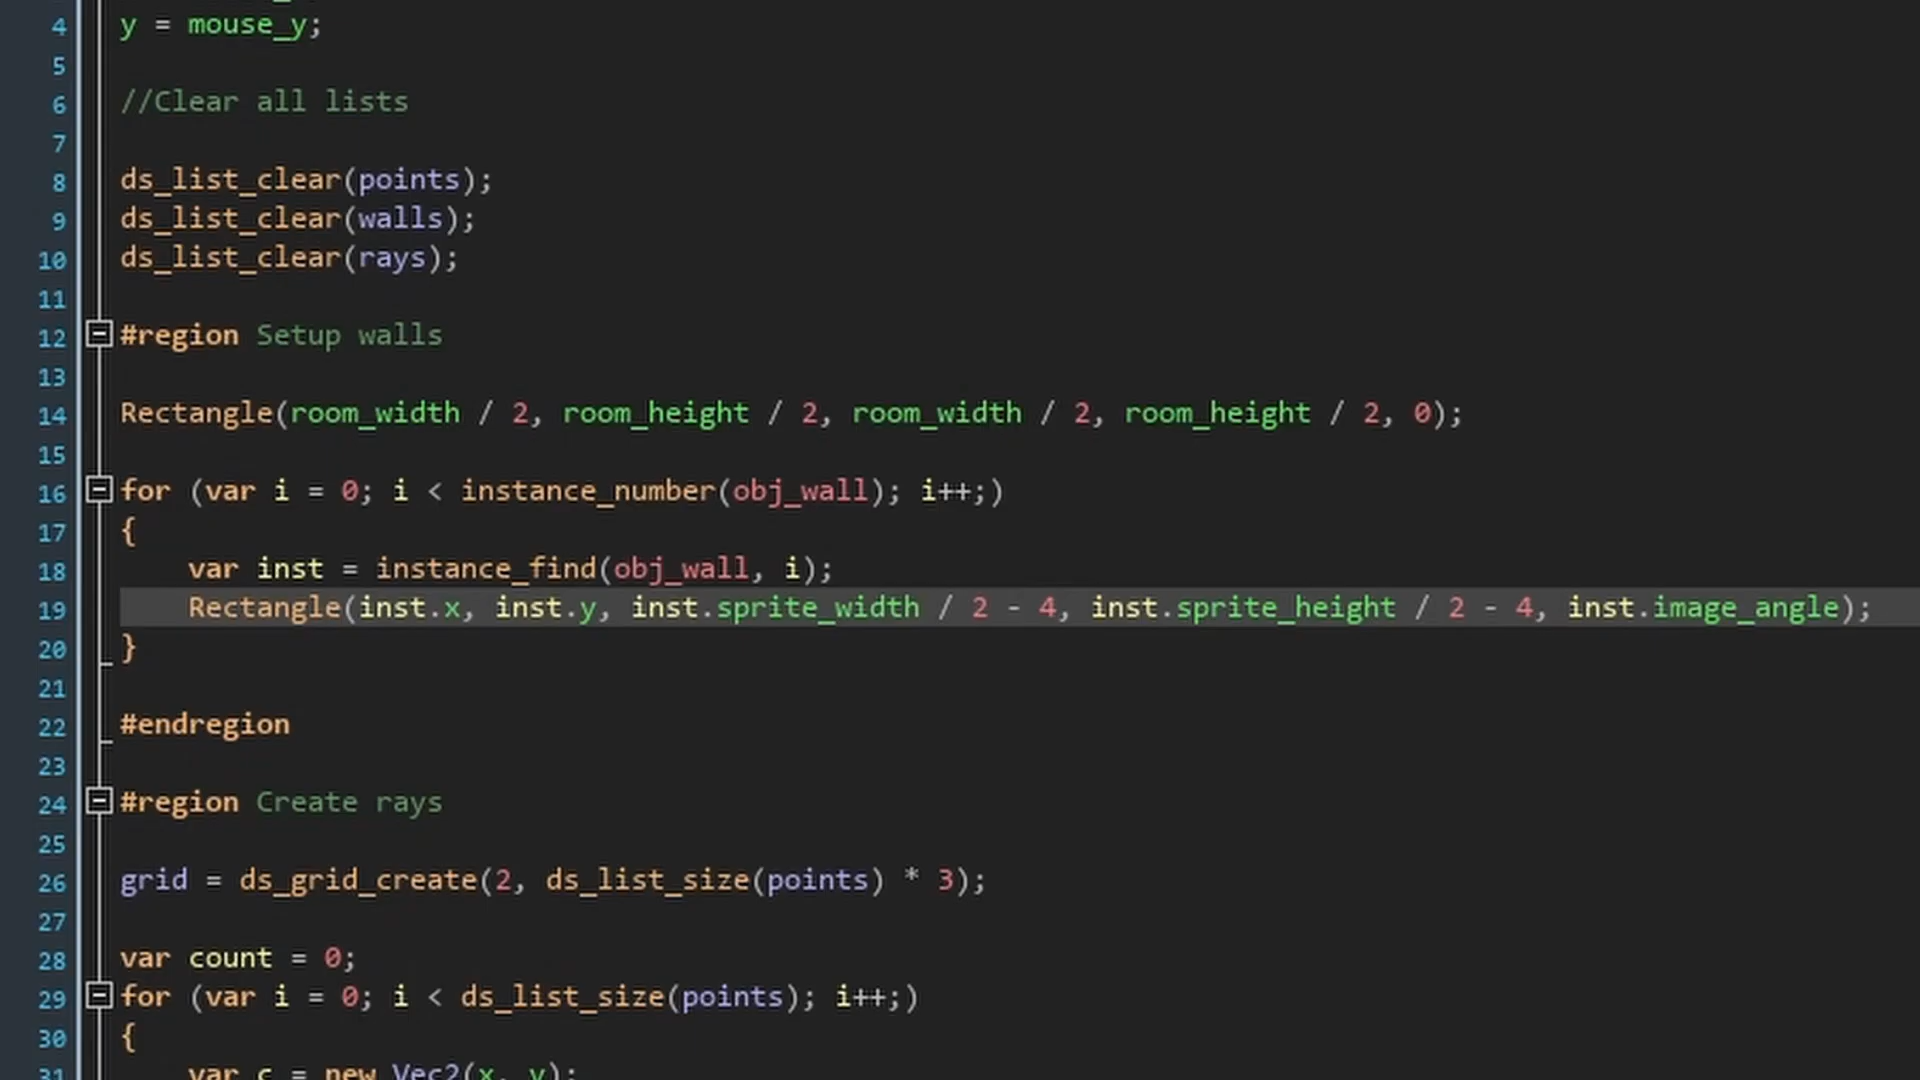 4 y = mouse_y;
5
6 //Clear all lists
7
8 ds_list_clear(points);
9 ds_list_clear(walls);
10 ds_list_clear(rays);
11
12 #region Setup walls
13
14 Rectangle(room_width / 2, room_height / 2, room_width / 2, room_height / 2, 0);
15
16 for (var i = 0; i < instance_number(obj_wall); i++;)
17 {
18 var inst = instance_find(obj_wall, i);
19 Rectangle(inst.x, inst.y, inst.sprite_width / 2 - 4, inst.sprite_height / 2 - 4, inst.image_angle);
20 }
21
22 #endregion
23
24 #region Create rays
25
26 grid = ds_grid_create(2, ds_list_size(points) * 3);
27
28 var count = 0;
29 for (var i = 0; i < ds_list_size(points); i++;)
30 {
31 var c = new Vec2(x, y);